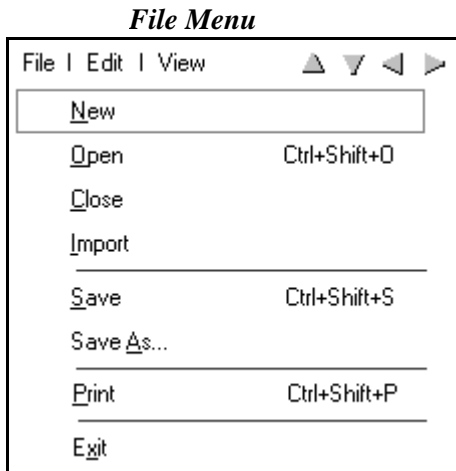 File Menu
File | Edit | View
New
Open Ctrl+Shift+O
Close
Import
Save Ctrl+Shift+S
Save As...
Print Ctrl+Shift+P
Exit